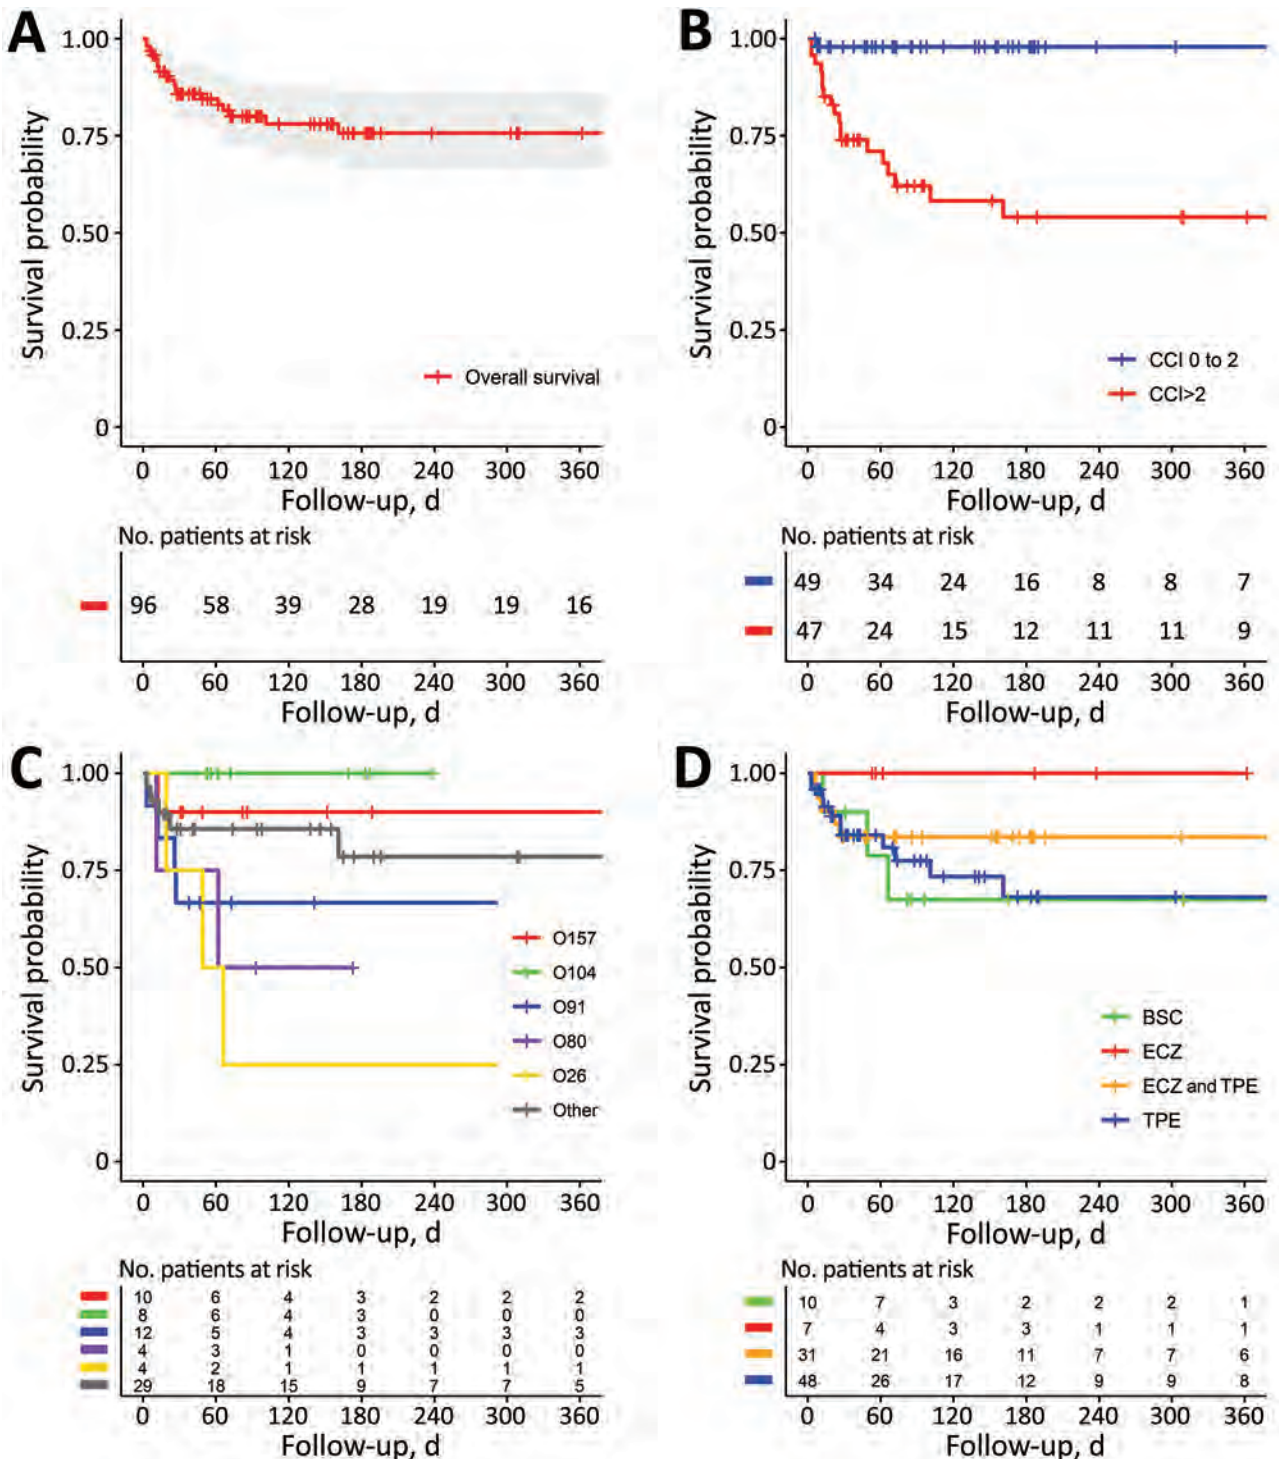 A
1.00
0.75
0.50
0.25
0
Survival probability
Overall survival
0 60 120 180 240 300 360
Follow-up, d
No. patients at risk
96 58 39 28 19 19 16
0 60 120 180 240 300 360
Follow-up, d
B
1.00
0.75
0.50
0.25
0
Survival probability
CCI 0 to 2
CCI>2
0 60 120 180 240 300 360
Follow-up, d
No. patients at risk
49 34 24 16 8 8 7
47 24 15 12 11 11 9
0 60 120 180 240 300 360
Follow-up, d
C
1.00
0.75
0.50
0.25
0
Survival probability
O157
O104
O91
O80
O26
Other
0 60 120 180 240 300 360
Follow-up, d
No. patients at risk
10 6 4 3 2 2 2
8 6 4 3 0 0 0
12 5 4 3 3 3 3
4 3 1 0 0 0 0
4 2 1 1 1 1 1
29 18 15 9 7 7 5
0 60 120 180 240 300 360
Follow-up, d
D
1.00
0.75
0.50
0.25
0
Survival probability
BSC
ECZ
ECZ and TPE
TPE
0 60 120 180 240 300 360
Follow-up, d
No. patients at risk
10 7 3 2 2 2 1
7 4 3 3 1 1 1
31 21 16 11 7 7 6
48 26 17 12 9 9 8
0 60 120 180 240 300 360
Follow-up, d